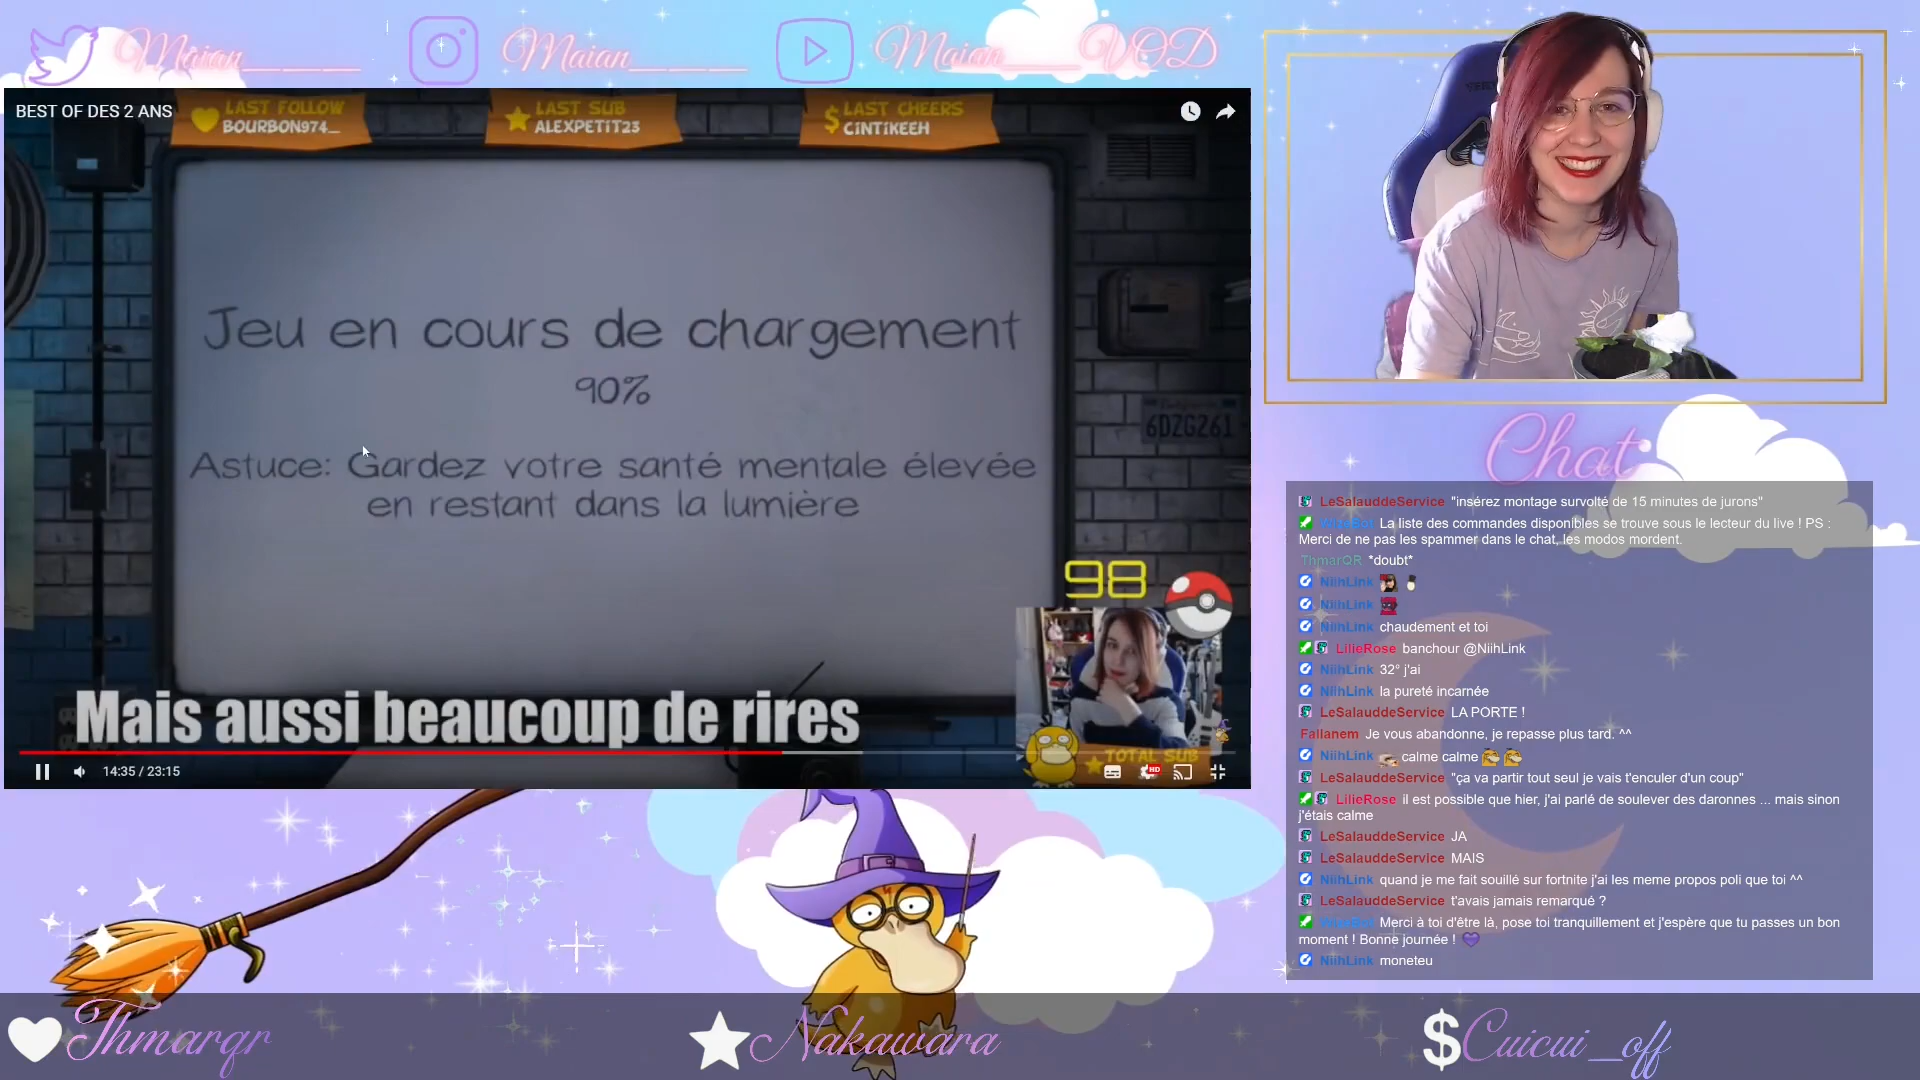 Maian____
Maian____
Maian____VOD
BEST OF DES 2 ANS
LAST FOLLOW
BOURBON974_
LAST SUB
ALEXPETIT23
LAST CHEERS
CINTIKEEH
Jeu en cours de chargement
90%
Astuce: Gardez votre santé mentale élevée
en restant dans la lumière
6DZG261
98
Mais aussi beaucoup de rires
TOTAL SUB
14:35 / 23:15
HD
Chat
LeSalauddeService "insérez montage survolté de 15 minutes de jurons"
La liste des commandes disponibles se trouve sous le lecteur du live ! PS :
Merci de ne pas les spammer dans le chat, les modos mordent.
ThmarQR *doubt*
NiihLink
NiihLink
NiihLink chaudement et toi
LilieRose banchour @NiihLink
NiihLink 32° j'ai
NiihLink la pureté incarnée
LeSalauddeService LA PORTE !
Fallanem Je vous abandonne, je repasse plus tard. ^^
NiihLink calme calme
LeSalauddeService "ça va partir tout seul je vais t'enculer d'un coup"
LilieRose il est possible que hier, j'ai parlé de soulever des daronnes ... mais sinon
j'étais calme
LeSalauddeService JA
LeSalauddeService MAIS
NiihLink quand je me fait souillé sur fortnite j'ai les meme propos poli que toi ^^
LeSalauddeService t'avais jamais remarqué ?
Merci à toi d'être là, pose toi tranquillement et j'espère que tu passes un bon
moment ! Bonne journée !
NiihLink moneteu
Thmarqr
Nakawara
$Cuicui_off